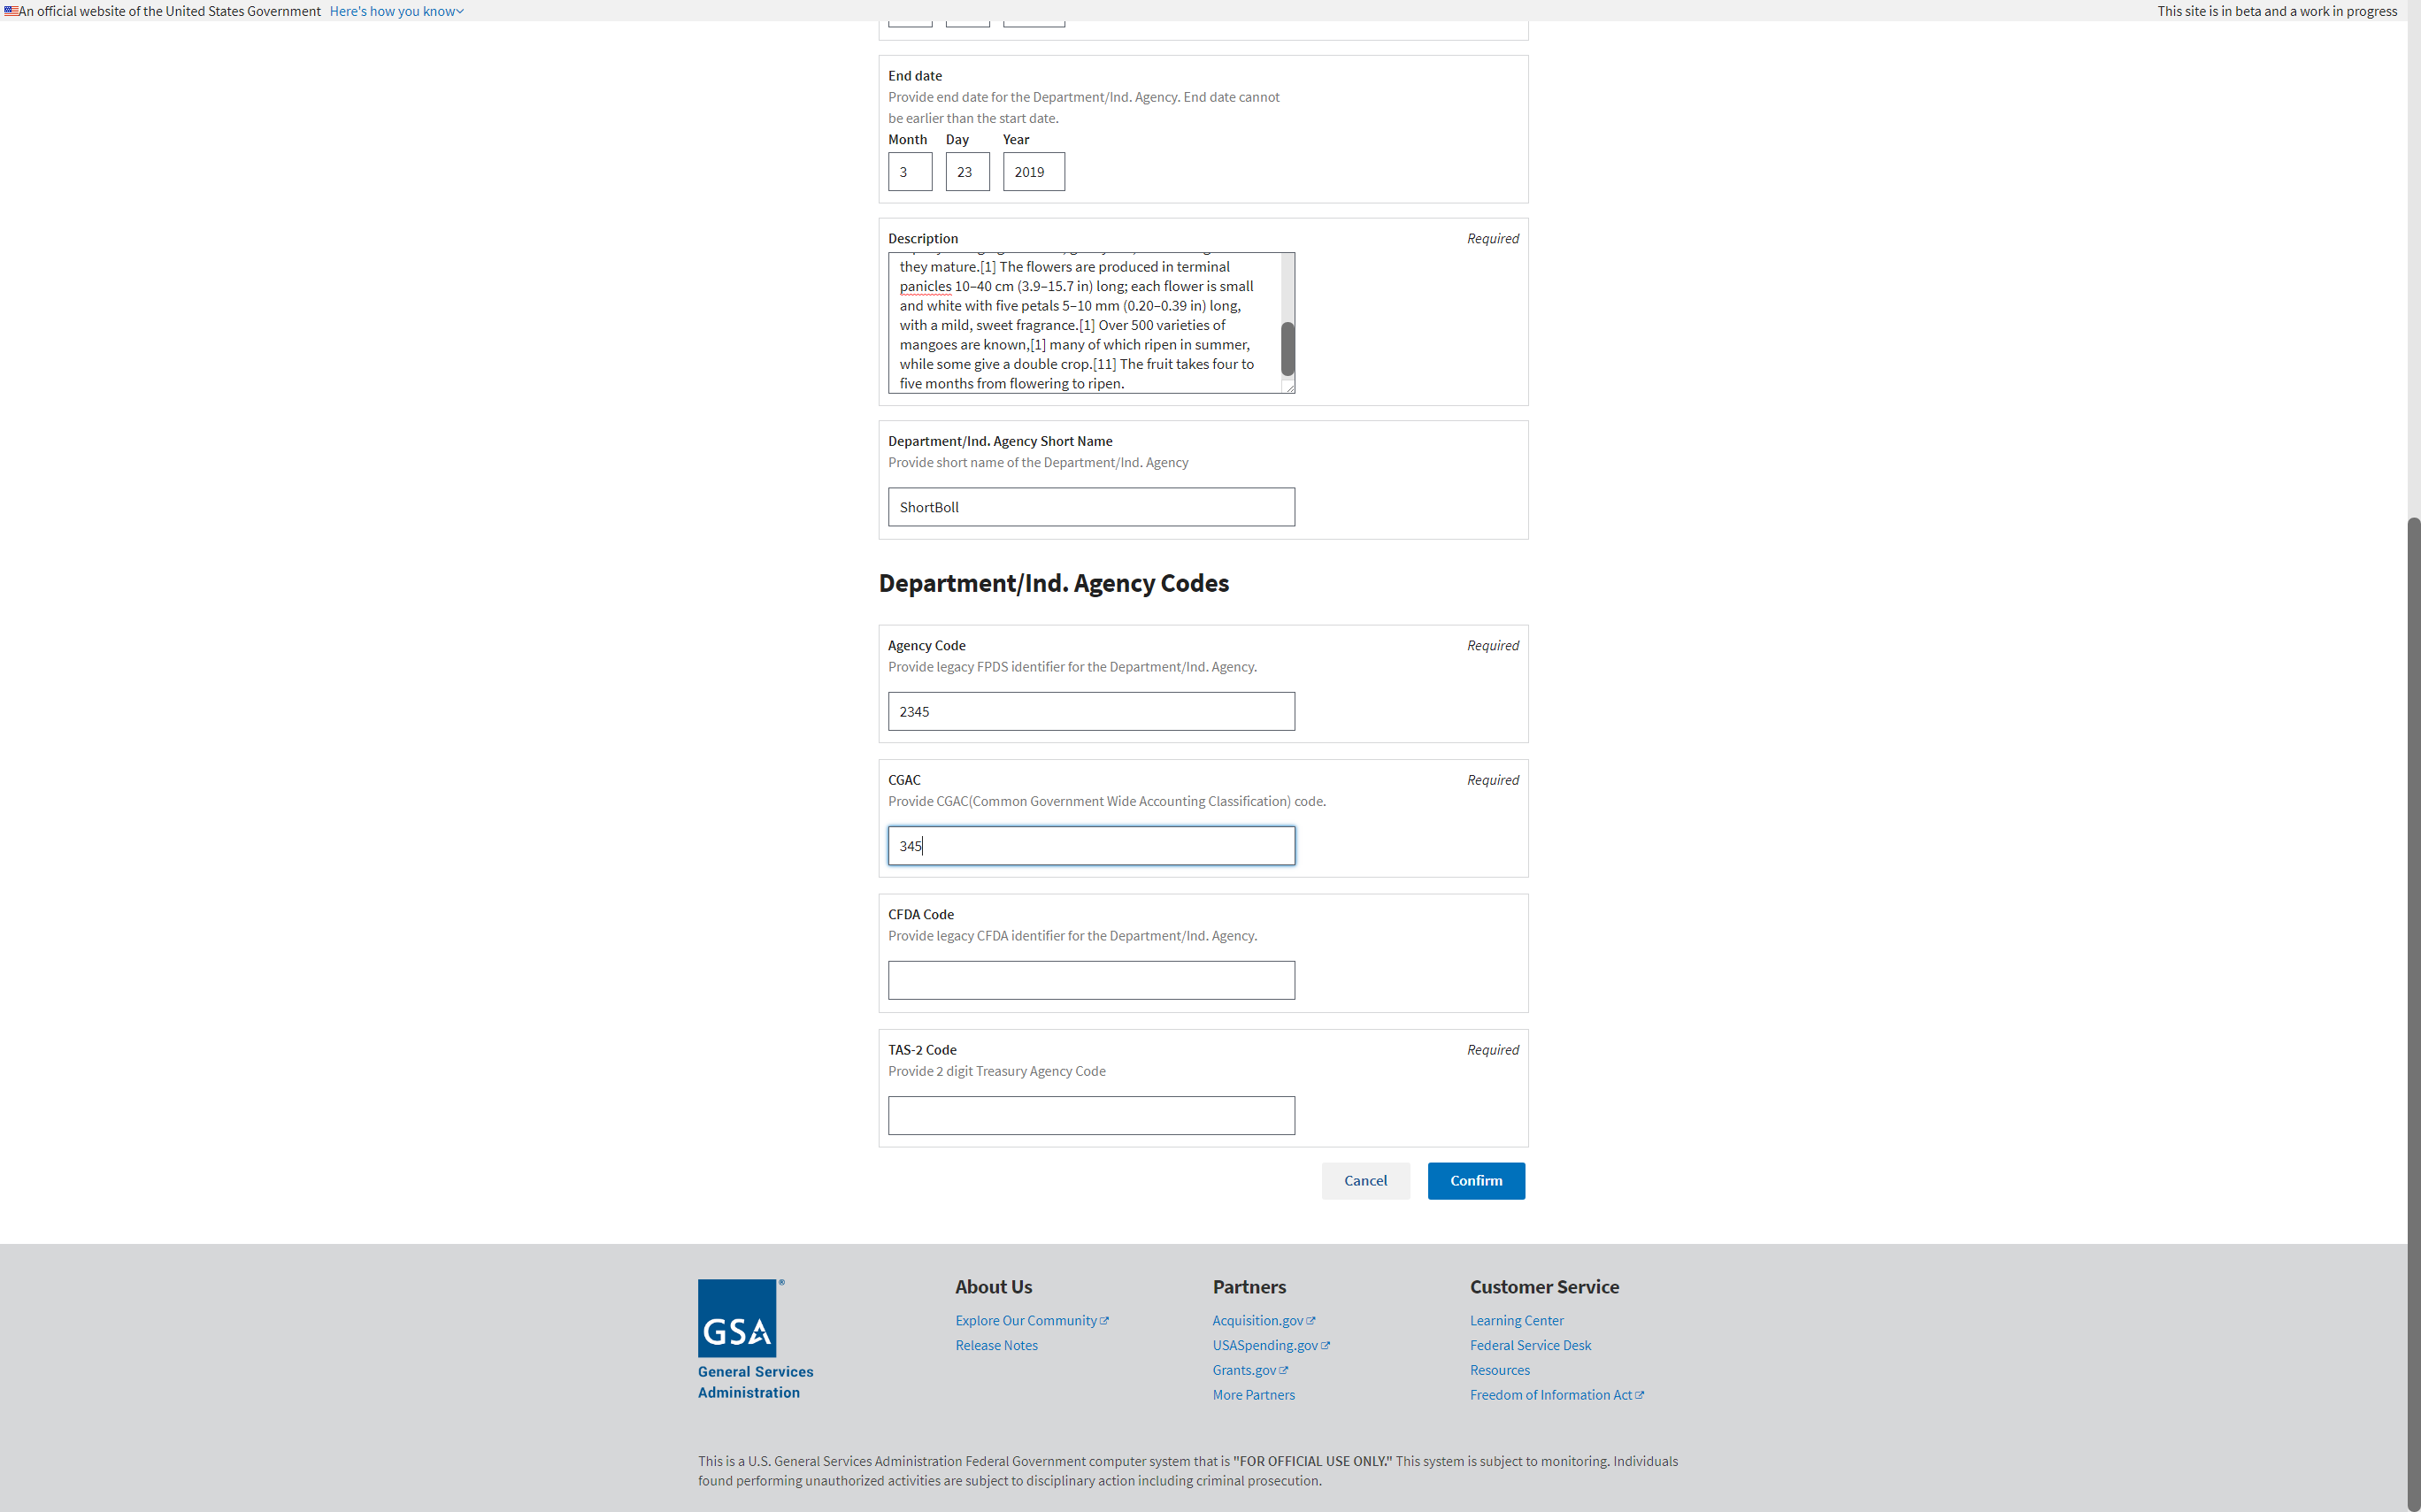 An official website of the United States Government Here's how you know
This site is in beta and a work in progress
End date
Provide end date for the Department/Ind. Agency. End date cannot
be earlier than the start date.
Month Day Year
3 23 2019
Description Required
they mature.[1] The flowers are produced in terminal
panicles 10–40 cm (3.9–15.7 in) long; each flower is small
and white with five petals 5–10 mm (0.20–0.39 in) long,
with a mild, sweet fragrance.[1] Over 500 varieties of
mangoes are known,[1] many of which ripen in summer,
while some give a double crop.[11] The fruit takes four to
five months from flowering to ripen.
Department/Ind. Agency Short Name
Provide short name of the Department/Ind. Agency
ShortBoll
Department/Ind. Agency Codes
Agency Code Required
Provide legacy FPDS identifier for the Department/Ind. Agency.
2345
CGAC Required
Provide CGAC(Common Government Wide Accounting Classification) code.
345
CFDA Code
Provide legacy CFDA identifier for the Department/Ind. Agency.
TAS-2 Code Required
Provide 2 digit Treasury Agency Code
Cancel Confirm
GSA ®
General Services
Administration
About Us
Explore Our Community
Release Notes
Partners
Acquisition.gov
USASpending.gov
Grants.gov
More Partners
Customer Service
Learning Center
Federal Service Desk
Resources
Freedom of Information Act
This is a U.S. General Services Administration Federal Government computer system that is "FOR OFFICIAL USE ONLY." This system is subject to monitoring. Individuals
found performing unauthorized activities are subject to disciplinary action including criminal prosecution.